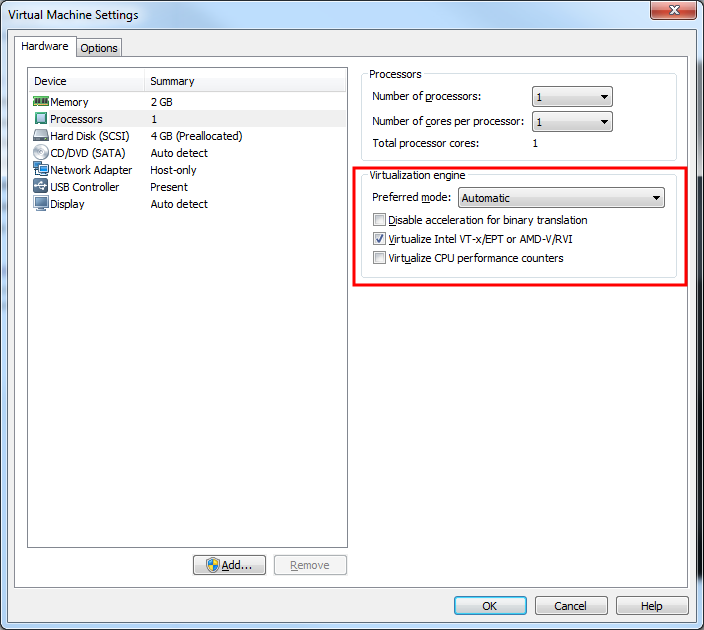 Virtual Machine Settings
Hardware Options
Device Summary
Memory 2 GB
Processors 1
Hard Disk (SCSI) 4 GB (Preallocated)
CD/DVD (SATA) Auto detect
Network Adapter Host-only
USB Controller Present
Display Auto detect
Add... Remove
Processors
Number of processors: 1
Number of cores per processor: 1
Total processor cores: 1
Virtualization engine
Preferred mode: Automatic
Disable acceleration for binary translation
Virtualize Intel VT-x/EPT or AMD-V/RVI
Virtualize CPU performance counters
OK Cancel Help